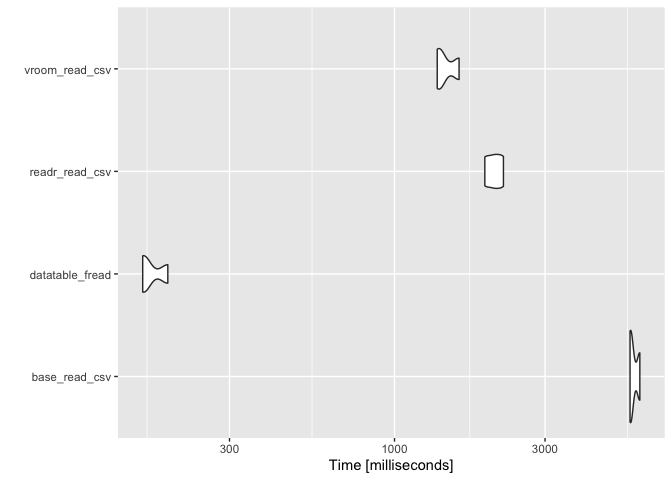 vroom_read_csv
readr_read_csv
datatable_fread
base_read_csv
300 1000 3000
Time [milliseconds]